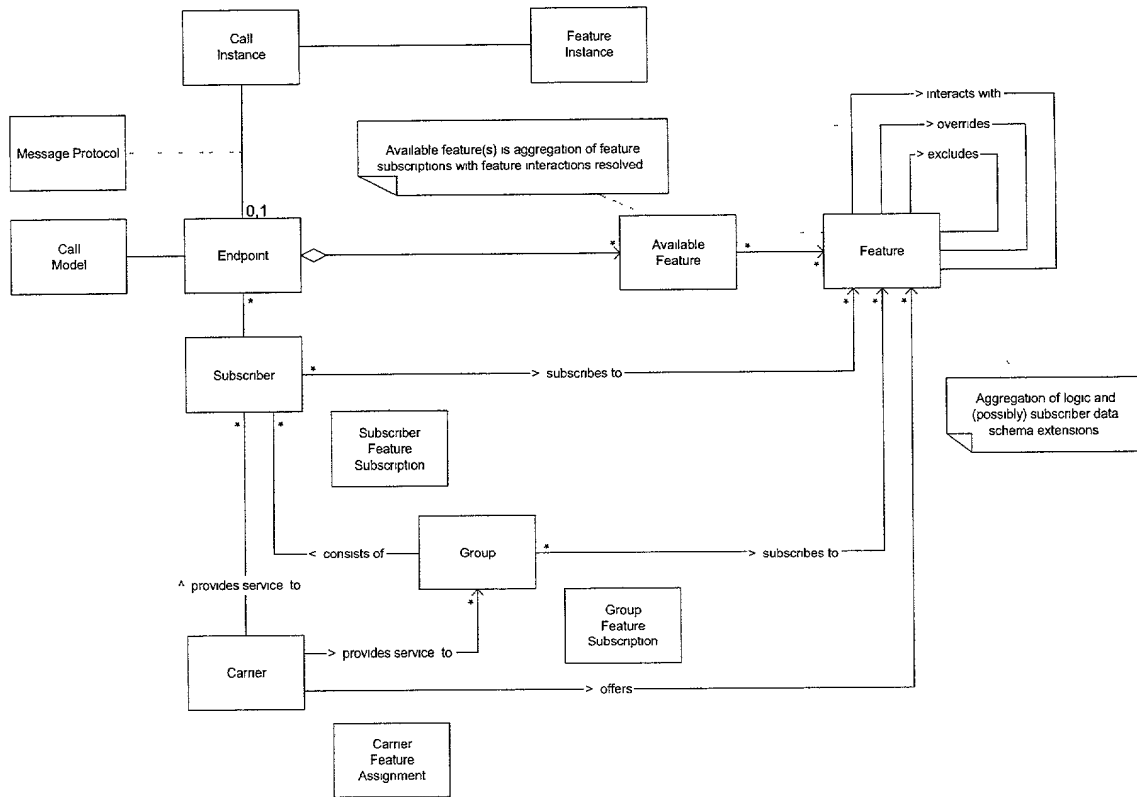 Call
Instance
Feature
Instance
> interacts with
> overrides
> excludes
Message Protocol
Available feature(s) is aggregation of feature
subscriptions with feature interactions resolved
0,1
Call
Model
Endpoint
*
Available
Feature
*
*
Feature
*
*
*
*
Subscriber
*
> subscribes to
*
*
Subscriber
Feature
Subscription
Aggregation of logic and
(possibly) subscriber data
schema extensions
< consists of
Group
*
> subscribes to
^ provides service to
*
Group
Feature
Subscription
Carrier
> provides service to
> offers
Carrier
Feature
Assignment